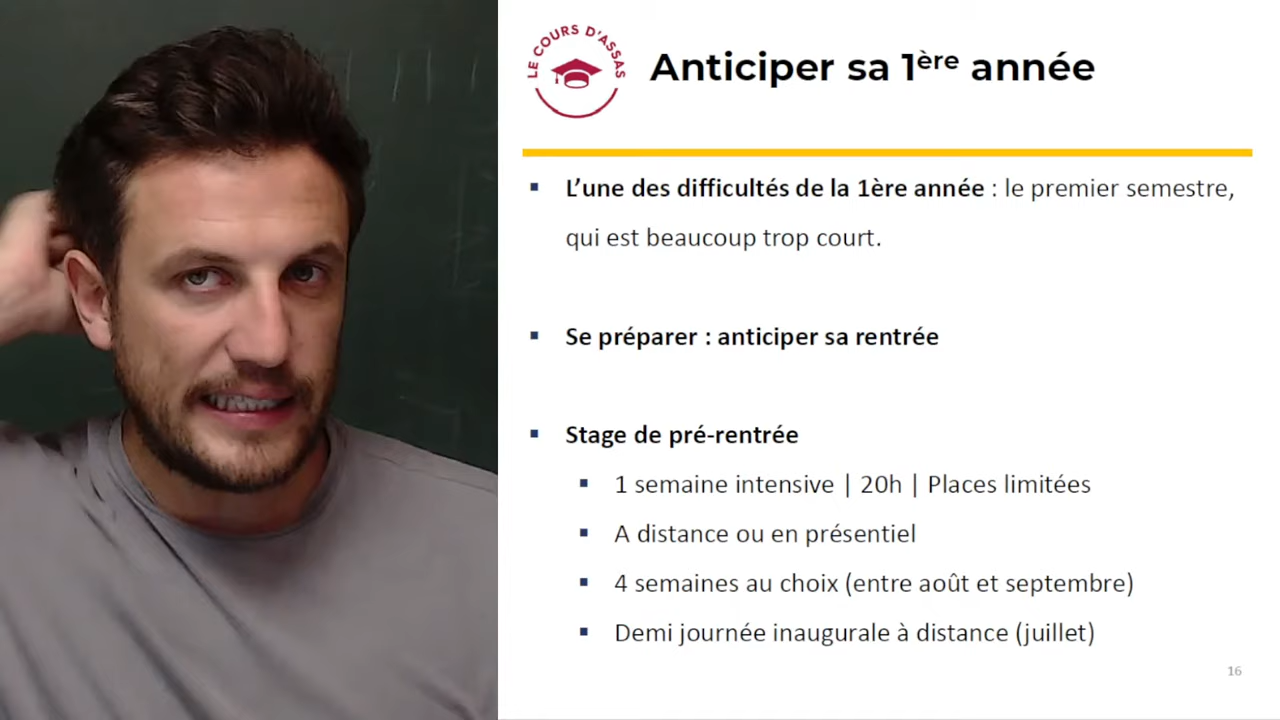 LE COURS D'ASSAS
Anticiper sa 1ère année
▪ L’une des difficultés de la 1ère année : le premier semestre,
qui est beaucoup trop court.
▪ Se préparer : anticiper sa rentrée
▪ Stage de pré-rentrée
▪ 1 semaine intensive | 20h | Places limitées
▪ A distance ou en présentiel
▪ 4 semaines au choix (entre août et septembre)
▪ Demi journée inaugurale à distance (juillet)
16